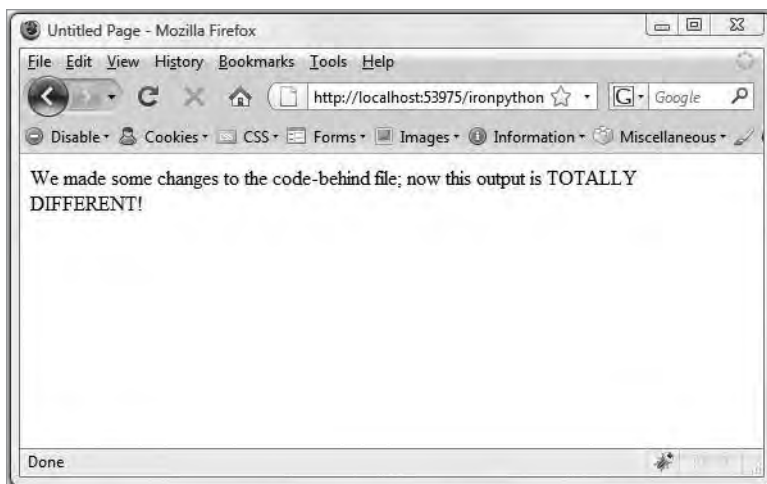 Untitled Page - Mozilla Firefox
File Edit View History Bookmarks Tools Help
http://localhost:53975/ironpython
G Google
Disable Cookies CSS Forms Images Information Miscellaneous
We made some changes to the code-behind file; now this output is TOTALLY
DIFFERENT!
Done